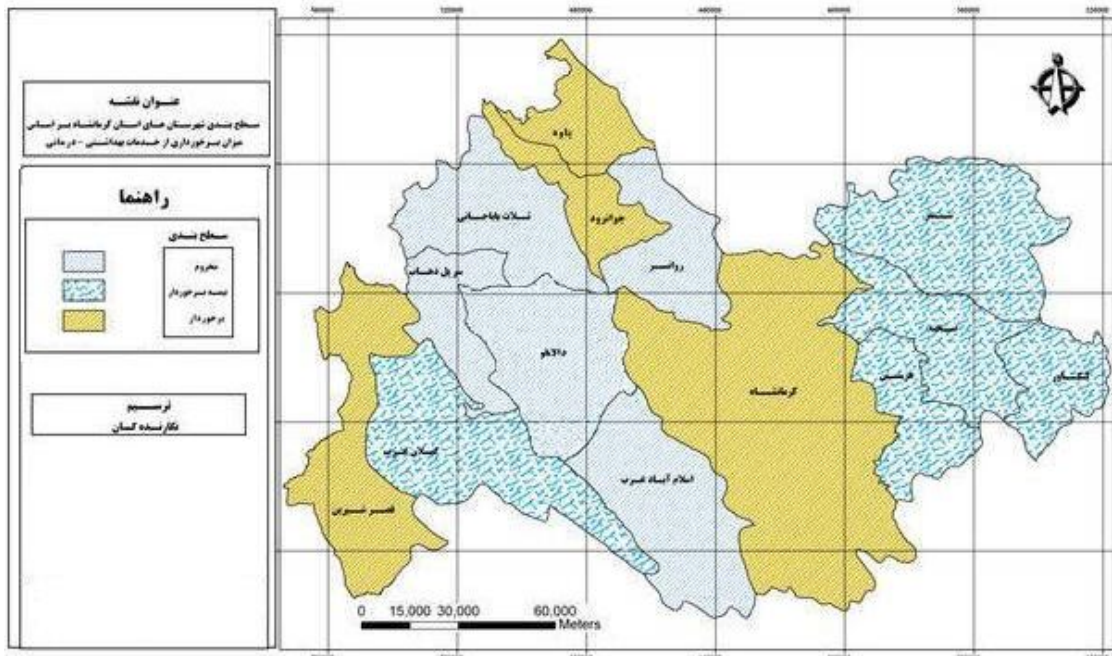 عنوان نقشه
سطح بندی شهرستان های استان کرمانشاه بر اساس
میزان برخورداری از خدمات بهداشتی - درمانی
راهنما
سطح بندی
محروم
نیمه برخوردار
برخوردار
ترسیم
نگارنده گان
پاوه
جوانرود
ثلاث باباجانی
روانسر
سر پل ذهاب
دالاهو
سنقر
صحنه
هرسین
کنگاور
کرمانشاه
گیلان غرب
اسلام آباد غرب
قصر شیرین
0 15,000 30,000 60,000
Meters